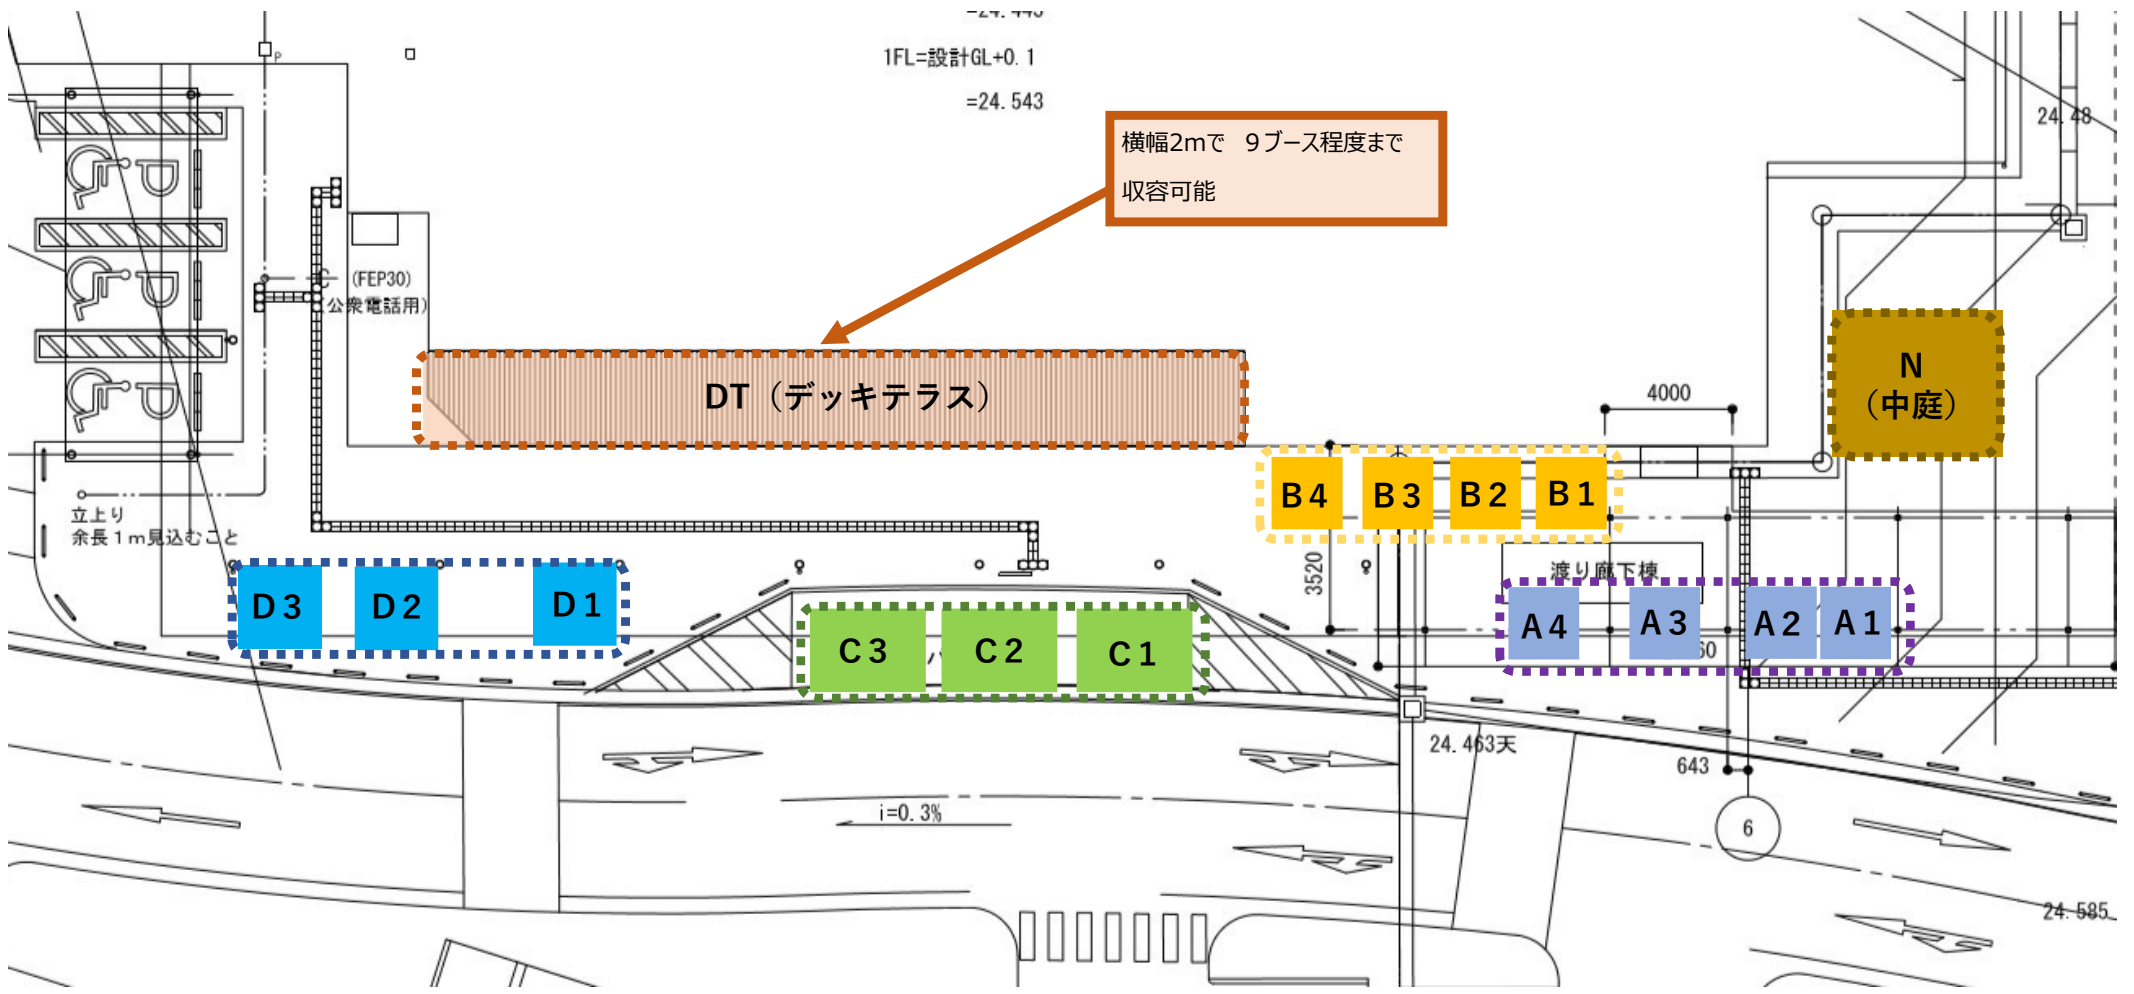 =24.443
1FL=設計GL+0.1
=24.543
横幅2mで 9ブース程度まで
収容可能
24.48
P
(FEP30)
(公衆電話用)
DT（デッキテラス）
N
（中庭）
4000
B4
B3
B2
B1
立上り
余長1m見込むこと
3520
渡り廊下棟
D3
D2
D1
C3
C2
C1
A4
A3
A2
A1
60
24.463天
643
i=0.3%
6
24.585